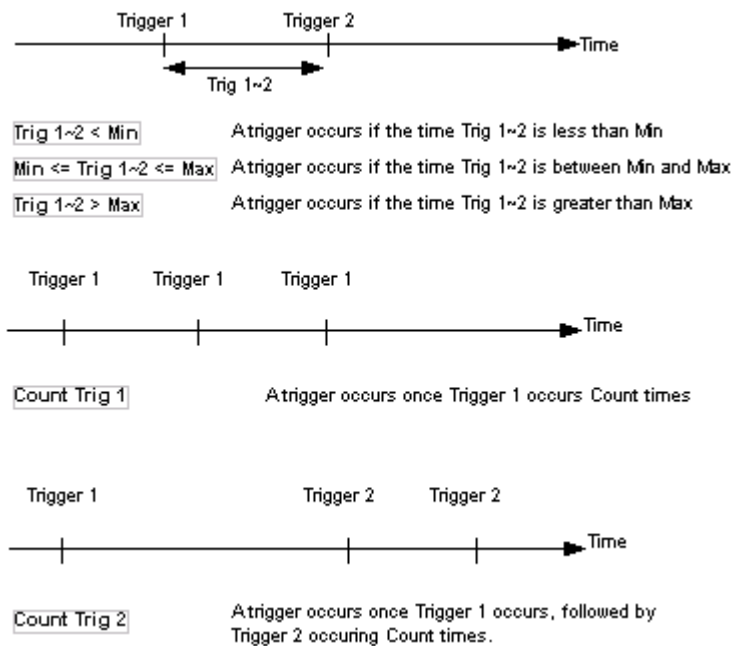 Trigger 1 Trigger 2
Time
Trig 1~2
Trig 1~2 < Min A trigger occurs if the time Trig 1~2 is less than Min
Min <= Trig 1~2 <= Max A trigger occurs if the time Trig 1~2 is between Min and Max
Trig 1~2 > Max A trigger occurs if the time Trig 1~2 is greater than Max
Trigger 1 Trigger 1 Trigger 1
Time
Count Trig 1 A trigger occurs once Trigger 1 occurs Count times
Trigger 1 Trigger 2 Trigger 2
Time
Count Trig 2 A trigger occurs once Trigger 1 occurs, followed by
Trigger 2 occuring Count times.